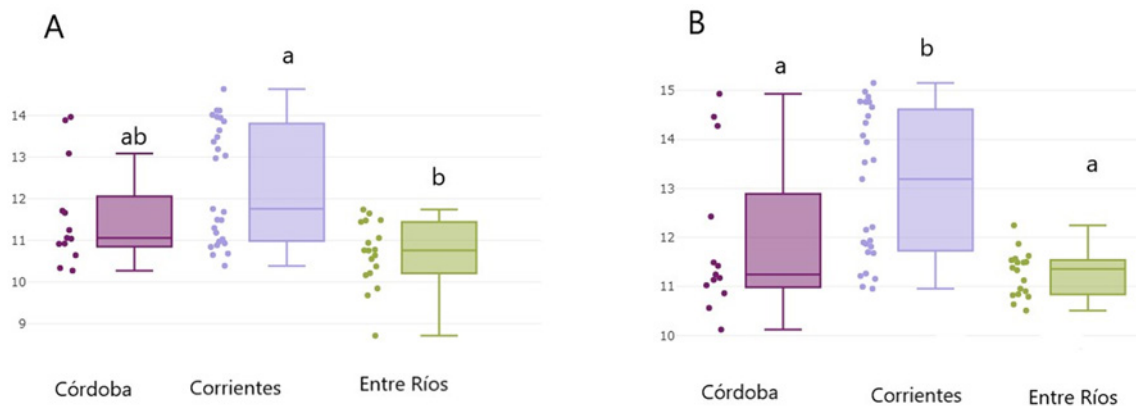 A
a
ab
b
14
13
12
11
10
9
Córdoba
Corrientes
Entre Ríos
B
b
a
a
15
14
13
12
11
10
Córdoba
Corrientes
Entre Ríos